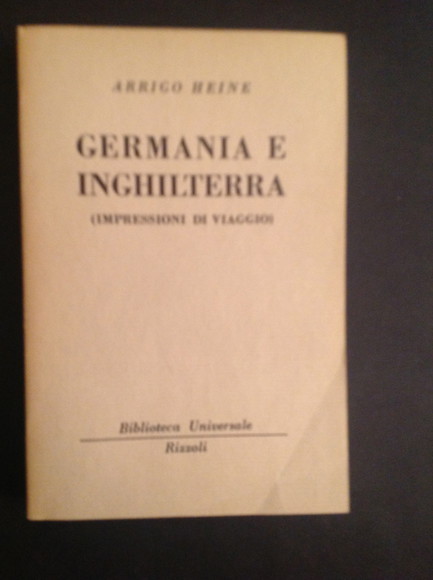 ARRIGO HEINE
GERMANIA E
INGHILTERRA
(IMPRESSIONI DI VIAGGIO)
Biblioteca Universale
Rizzoli